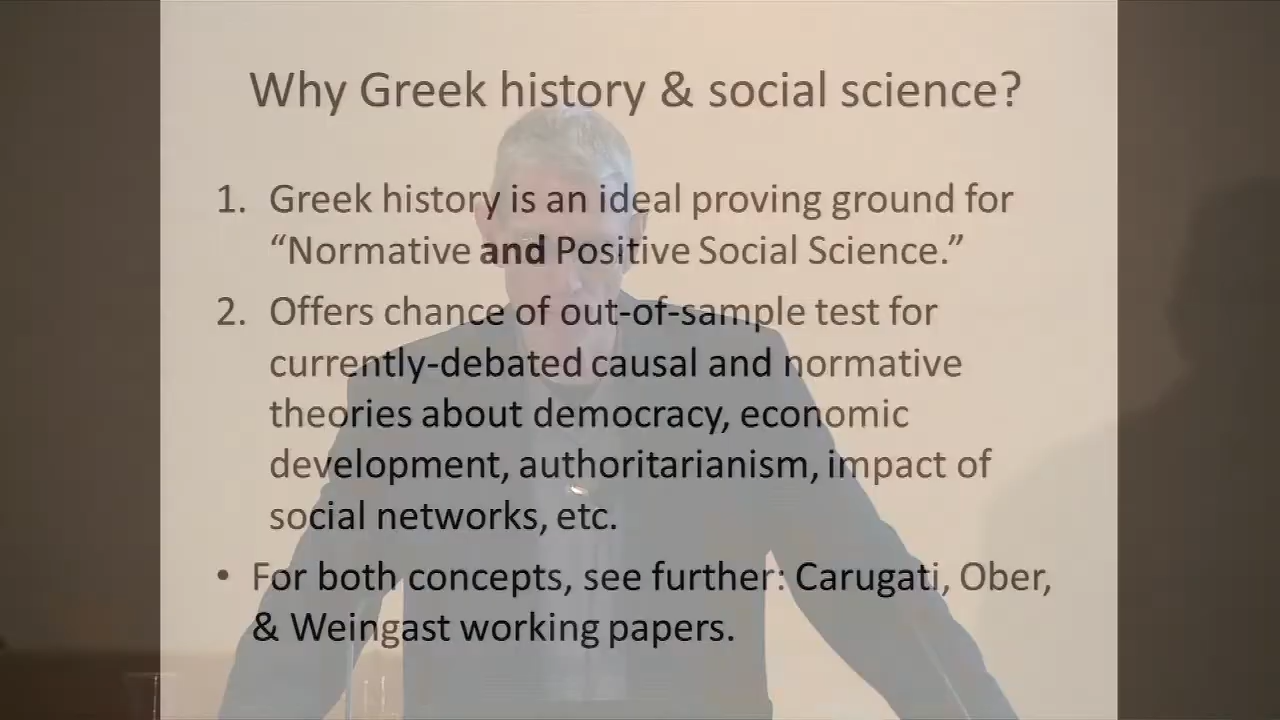 Why Greek history & social science?
1. Greek history is an ideal proving ground for
“Normative and Positive Social Science.”
2. Offers chance of out-of-sample test for
currently-debated causal and normative
theories about democracy, economic
development, authoritarianism, impact of
social networks, etc.
• For both concepts, see further: Carugati, Ober,
& Weingast working papers.